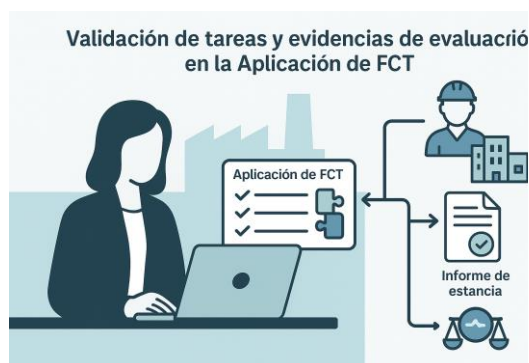 Validación de tareas y evidencias de evaluació
en la Aplicación de FCT
Aplicación de FCT
Informe de
estancia